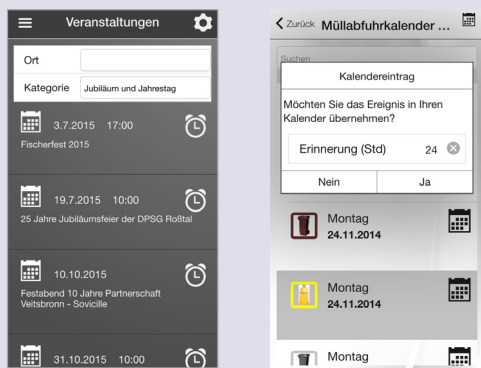 Veranstaltungen
Ort
Kategorie Jubiläum und Jahrestag
3.7.2015 17:00
Fischerfest 2015
19.7.2015 10:00
25 Jahre Jubiläumsfeier der DPSG Roßtal
10.10.2015
Festabend 10 Jahre Partnerschaft
Veitsbronn - Sovicille
31.10.2015 10:00
Zurück Müllabfuhrkalender ...
Suchen
Kalendereintrag
Möchten Sie das Ereignis in Ihren
Kalender übernehmen?
Erinnerung (Std) 24
Nein Ja
Montag
24.11.2014
Montag
24.11.2014
Montag